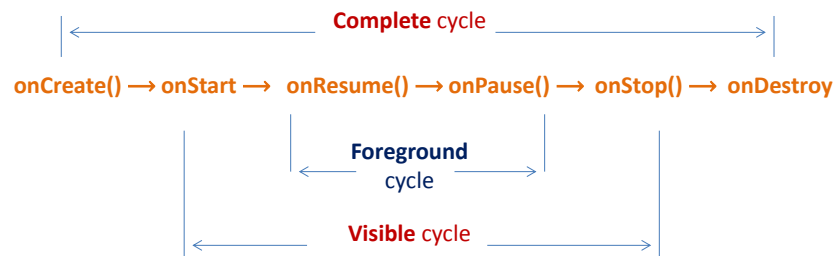 Complete cycle
onCreate() → onStart → onResume() → onPause() → onStop() → onDestroy
Foreground
cycle
Visible cycle